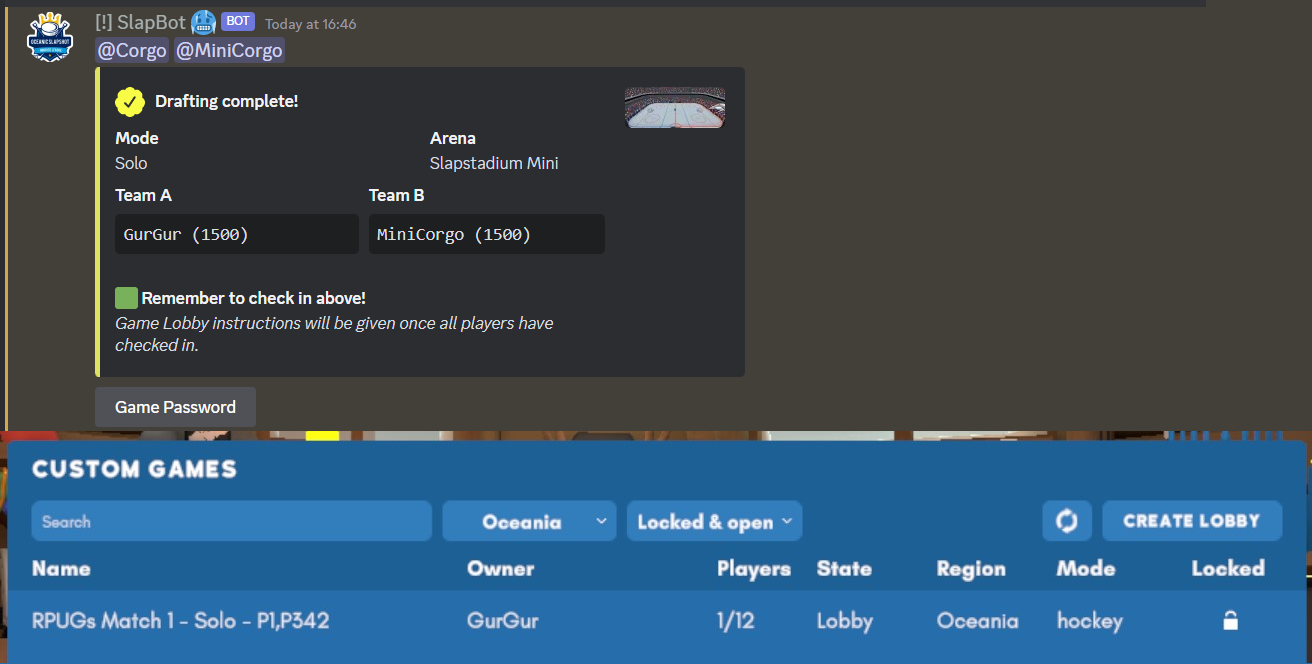 [!] SlapBot 🥶 BOT Today at 16:46
@Corgo @MiniCorgo
Drafting complete!
Mode Arena
Solo Slapstadium Mini
Team A Team B
GurGur (1500) MiniCorgo (1500)
Remember to check in above!
Game Lobby instructions will be given once all players have
checked in.
Game Password
CUSTOM GAMES
Search Oceania Locked & open CREATE LOBBY
Name Owner Players State Region Mode Locked
RPUGs Match 1 - Solo - P1,P342 GurGur 1/12 Lobby Oceania hockey